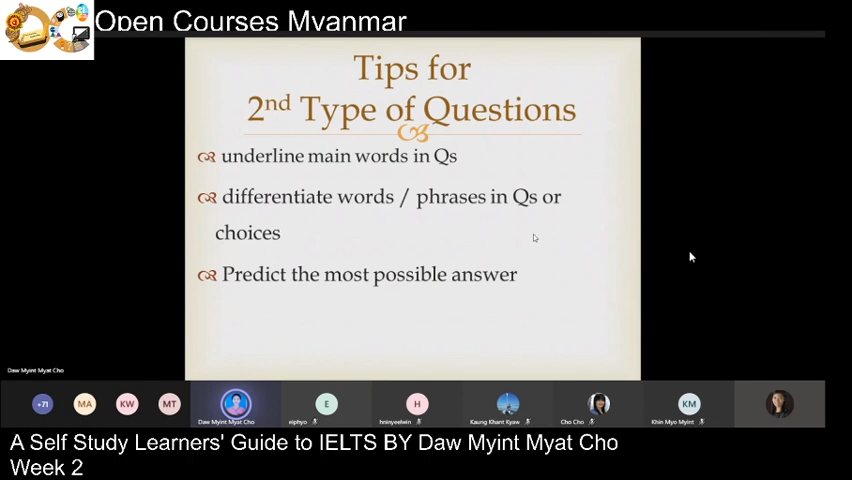 Open Courses Myanmar
Tips for
2nd Type of Questions
underline main words in Qs
differentiate words / phrases in Qs or
choices
Predict the most possible answer
Daw Myint Myat Cho
+71
MA
KW
MT
Daw Myint Myat Cho
E
eiphyo
H
hninyeelwin
Kaung Khant Kyaw
Cho Cho
KM
Khin Myo Myint
A Self Study Learners' Guide to IELTS BY Daw Myint Myat Cho
Week 2